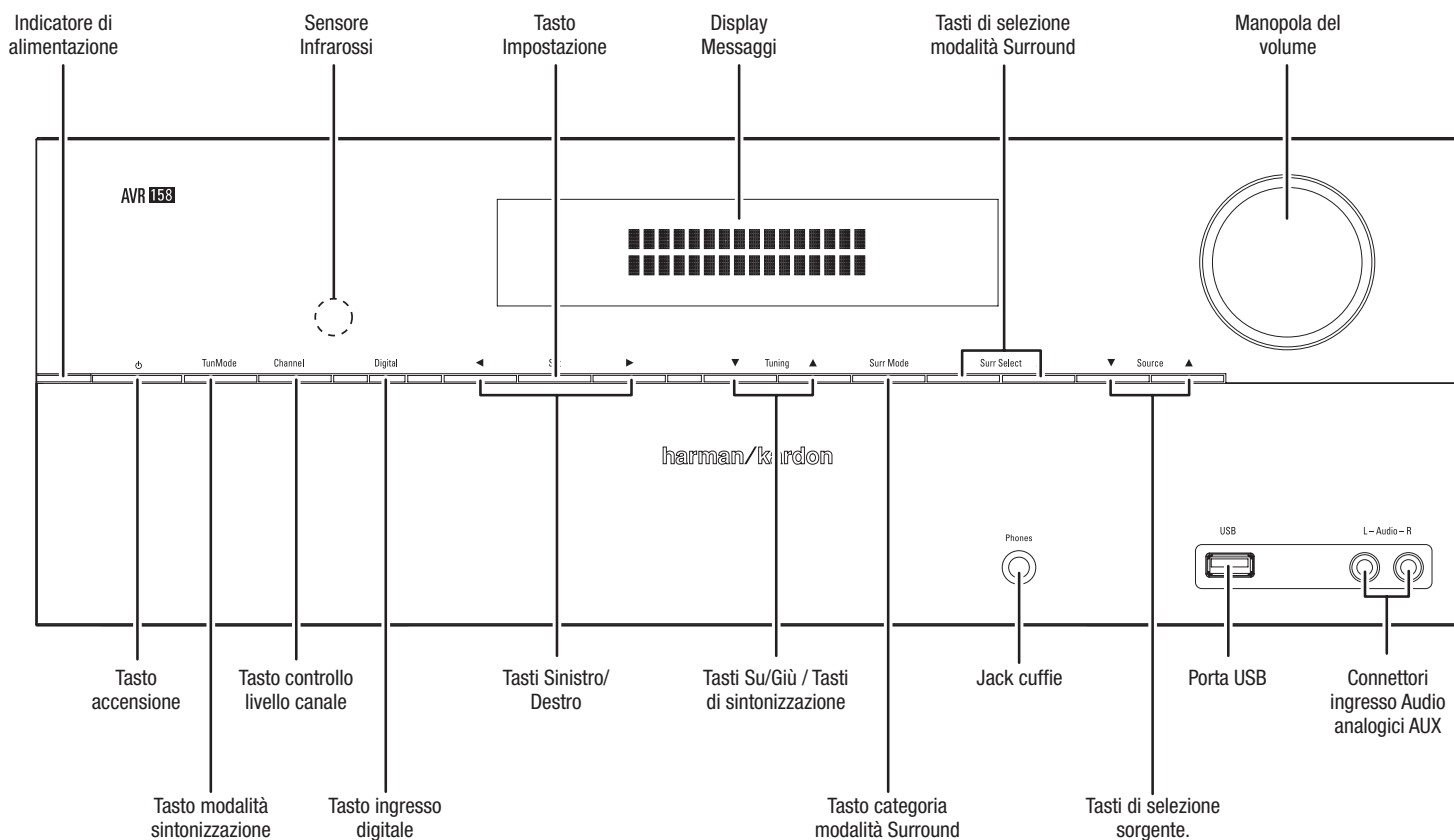 Indicatore di
alimentazione
Sensore
Infrarossi
Tasto
Impostazione
Display
Messaggi
Tasti di selezione
modalità Surround
Manopola del
volume
AVR 158
TunMode
Channel
Digital
Tuning
Surr Mode
Surr Select
Source
harman/kardon
Phones
USB
L – Audio – R
Tasto
accensione
Tasto controllo
livello canale
Tasti Sinistro/
Destro
Tasti Su/Giù / Tasti
di sintonizzazione
Jack cuffie
Porta USB
Connettori
ingresso Audio
analogici AUX
Tasto modalità
sintonizzazione
Tasto ingresso
digitale
Tasto categoria
modalità Surround
Tasti di selezione
sorgente.